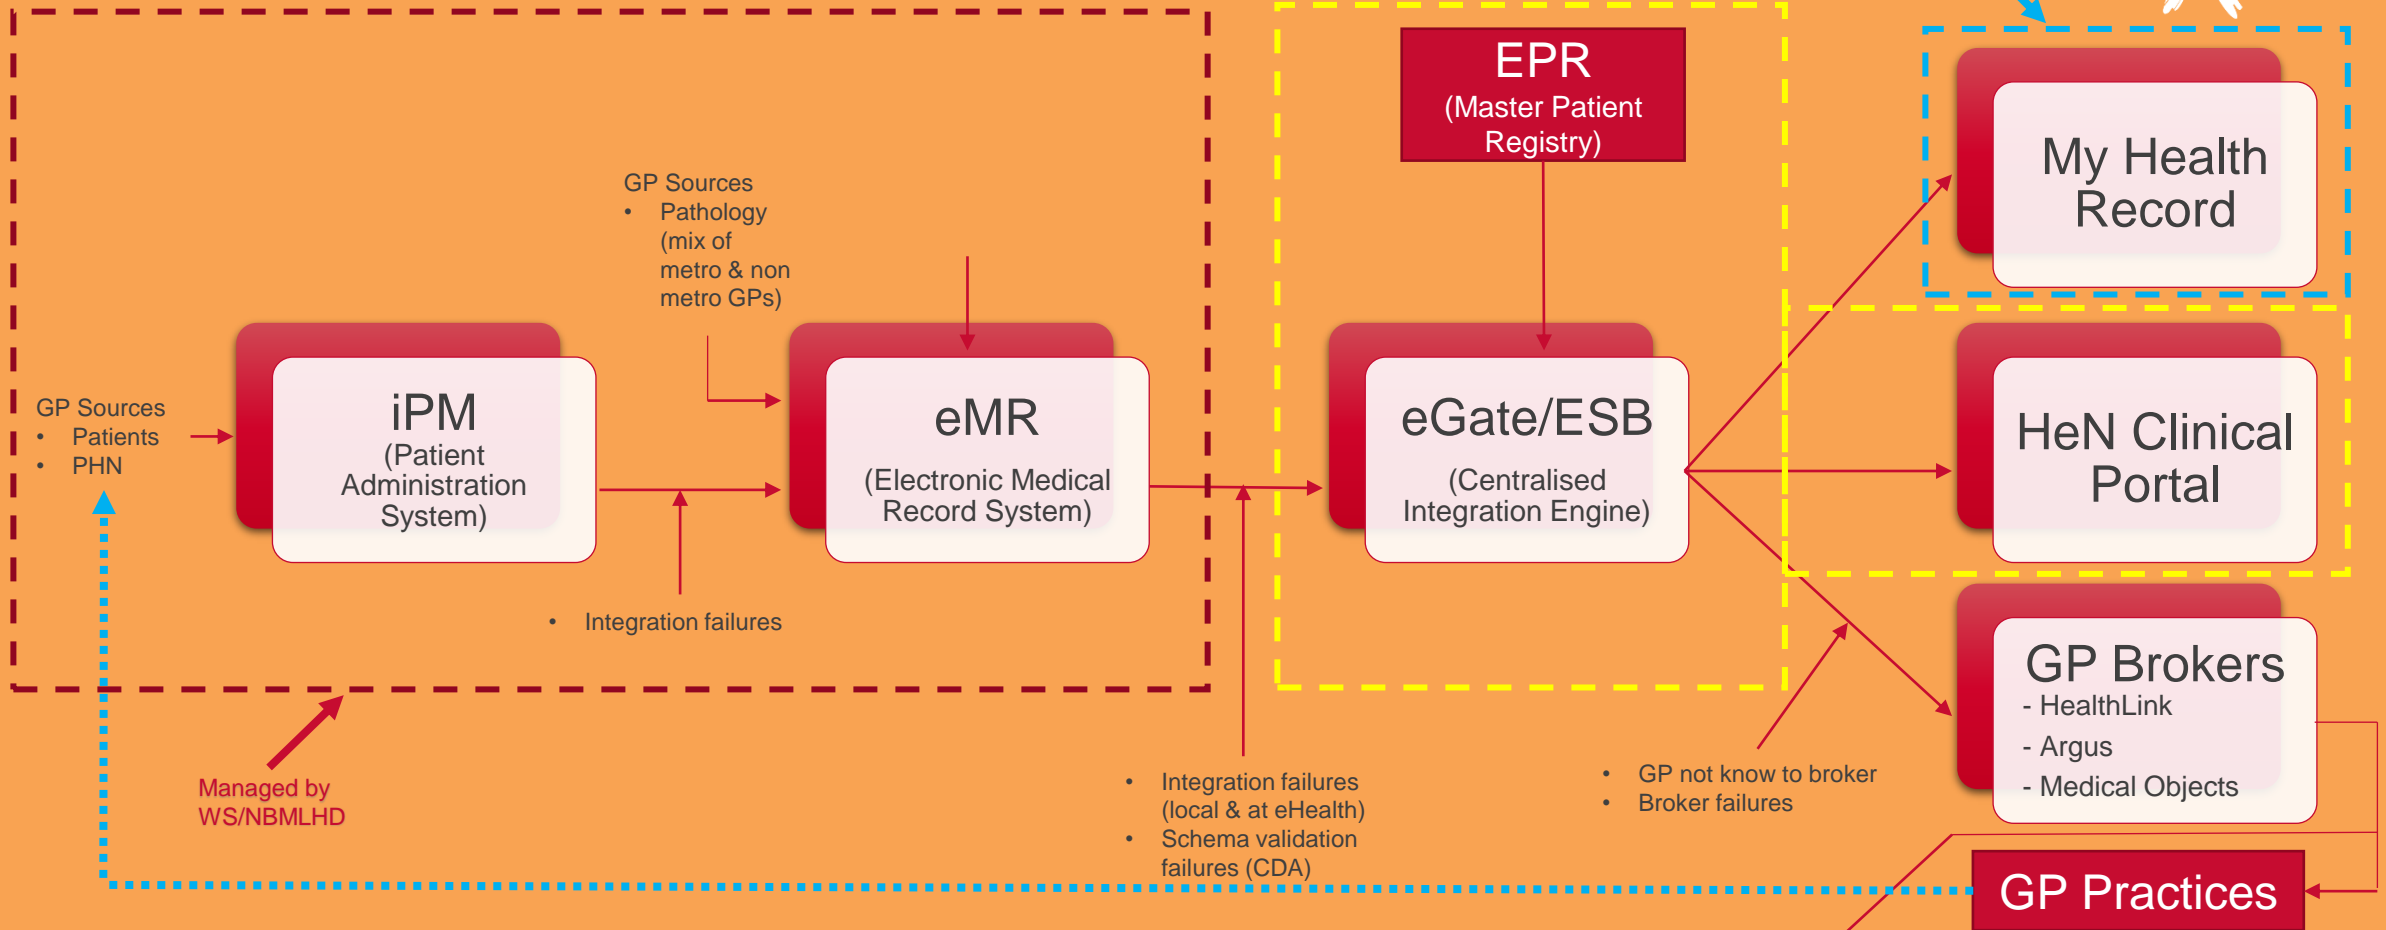 EPR
(Master Patient
Registry)
My Health
Record
GP Sources
• Pathology
(mix of
metro & non
metro GPs)
GP Sources
• Patients
• PHN
iPM
(Patient
Administration
System)
eMR
(Electronic Medical
Record System)
eGate/ESB
(Centralised
Integration Engine)
HeN Clinical
Portal
• Integration failures
GP Brokers
- HealthLink
- Argus
- Medical Objects
Managed by
WS/NBMLHD
• Integration failures
(local & at eHealth)
• Schema validation
failures (CDA)
• GP not know to broker
• Broker failures
GP Practices